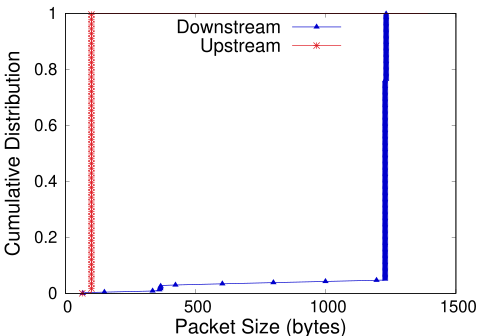 1
0.8
0.6
0.4
0.2
0
Cumulative Distribution
Downstream
Upstream
0 500 1000 1500
Packet Size (bytes)